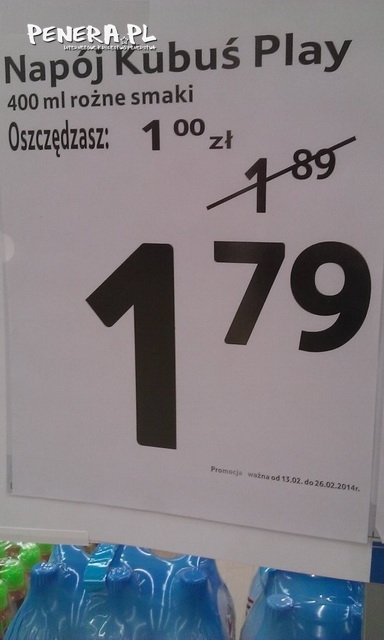 PENERA.PL
Napój Kubuś Play
400 ml rożne smaki
Oszczędzasz: 1 00 zł
1 89
1 79
Promocja ważna od 13.02. do 26.02.2014r.